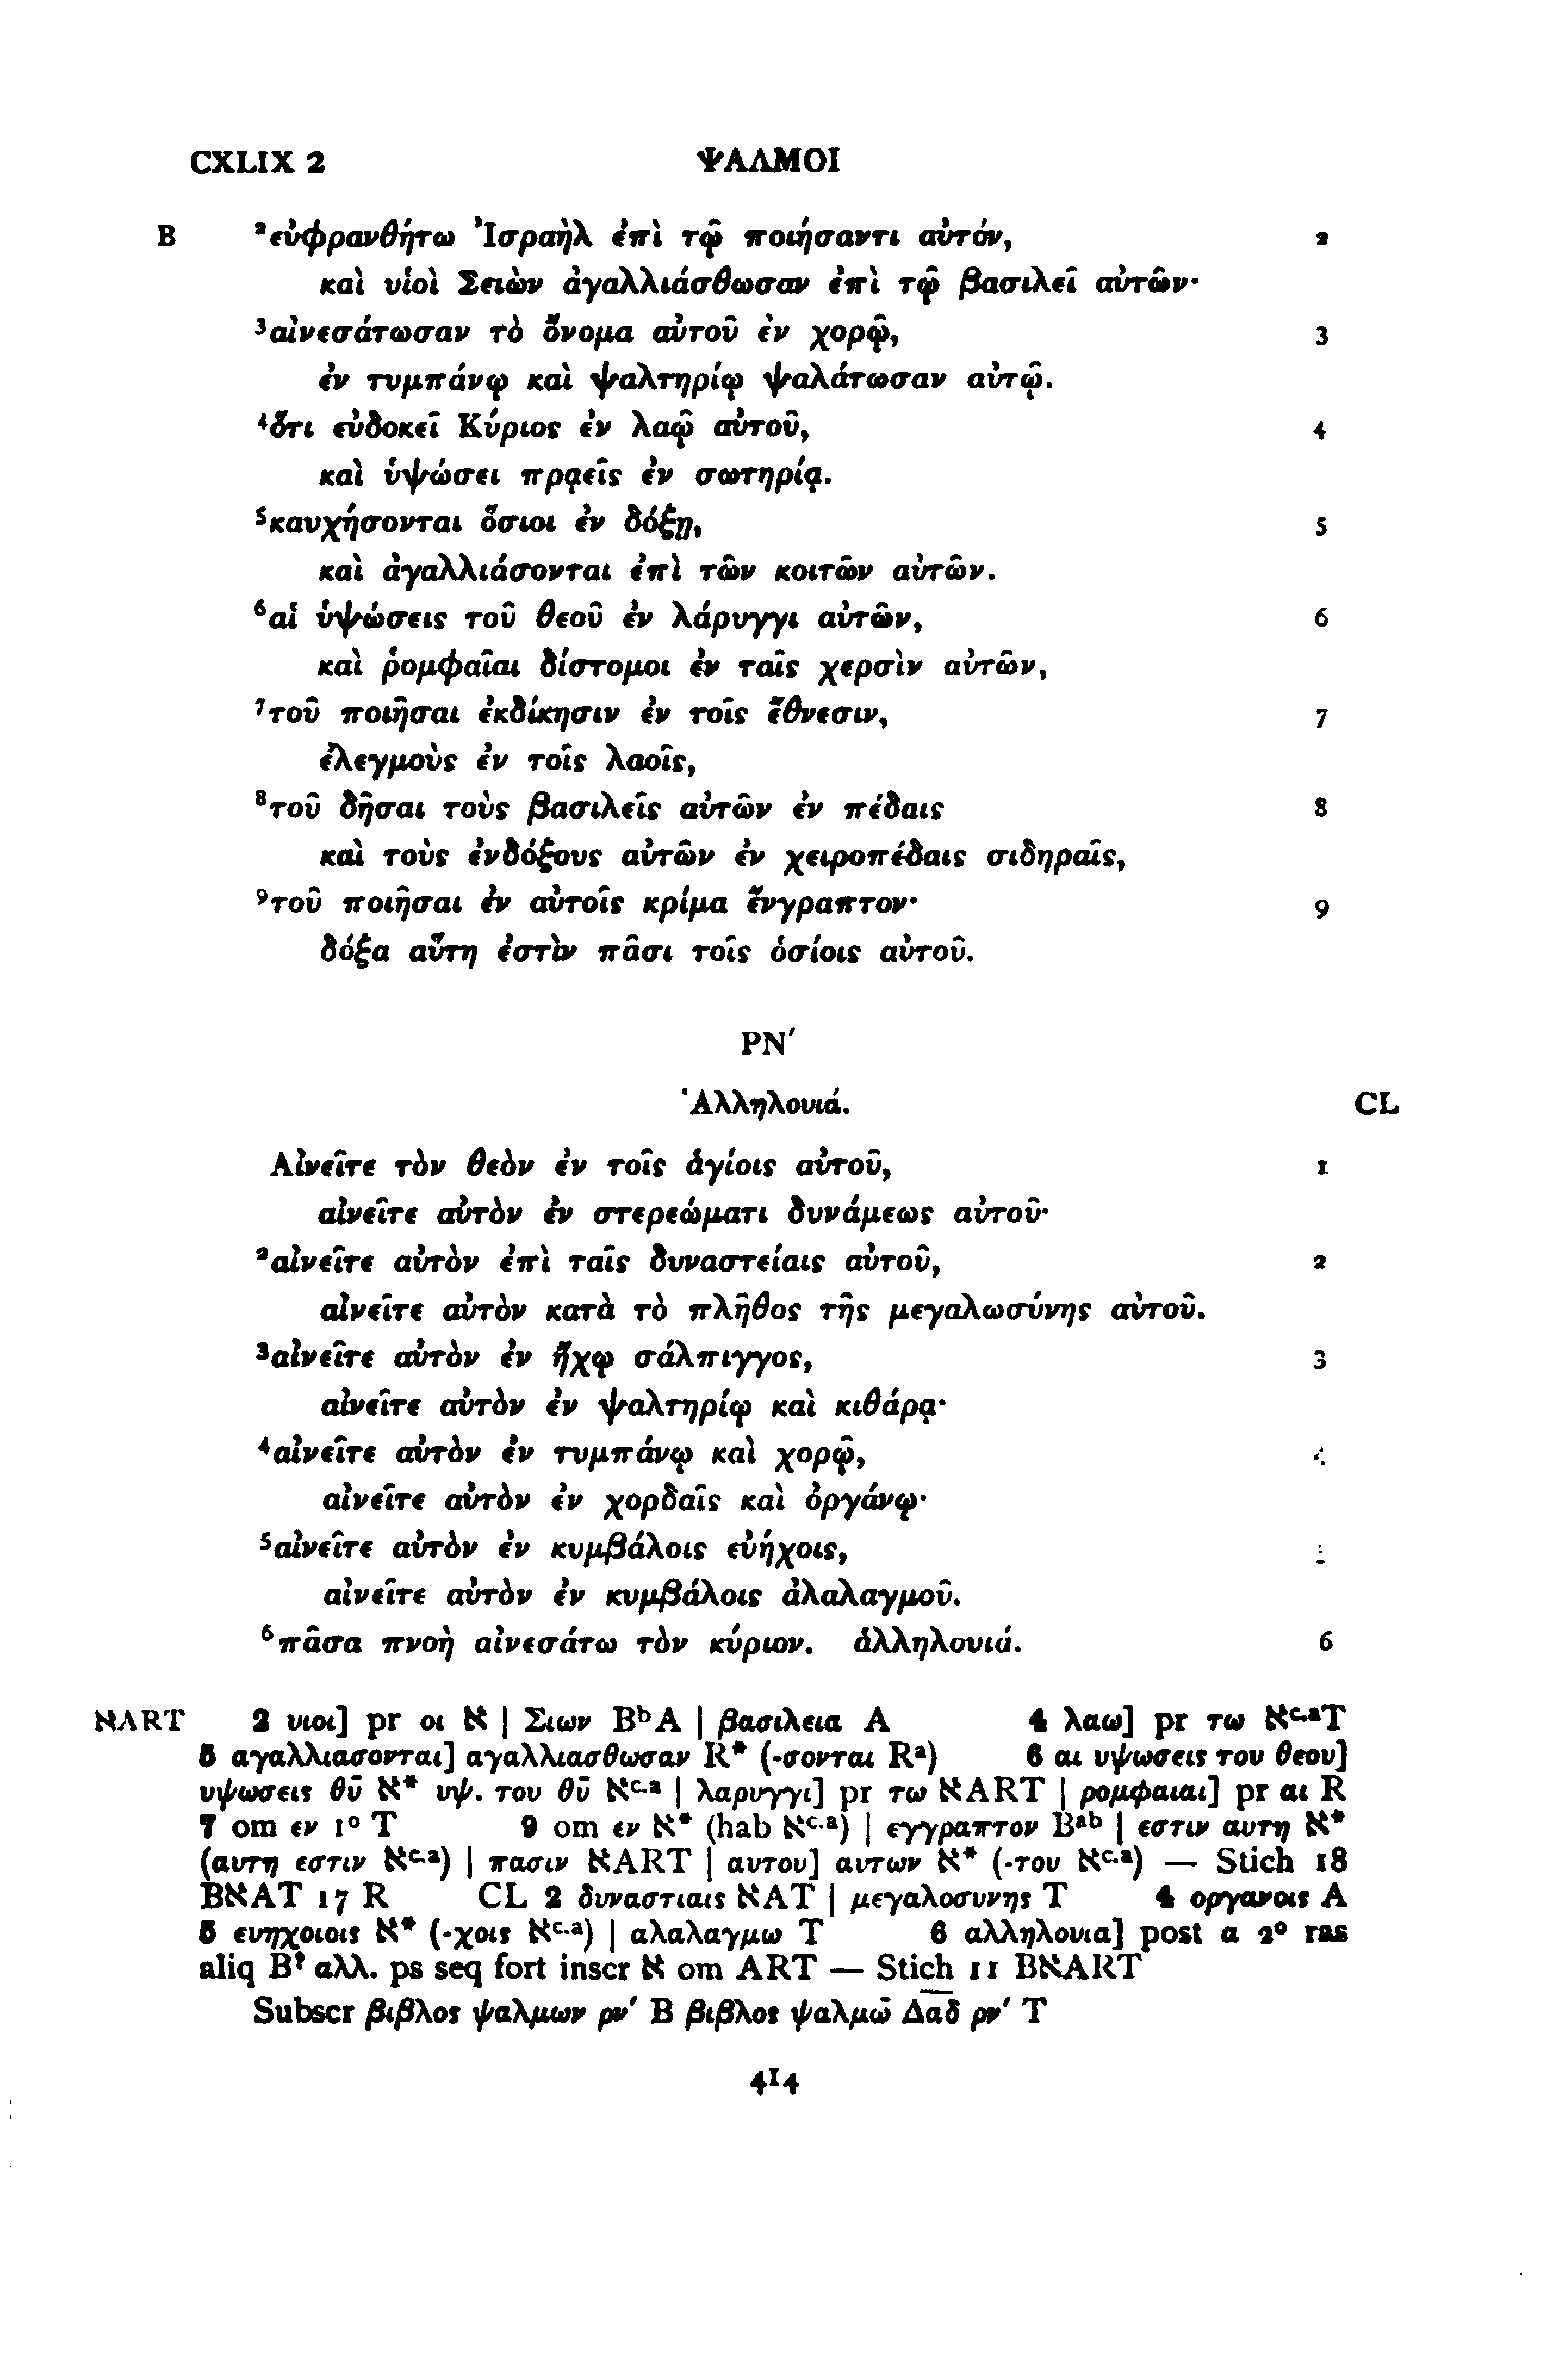 CXLIX 2 ΨΑΛΜΟΙ
B ²εὐφρανθήτω Ἰσραὴλ ἐπὶ τῷ ποιήσαντι αὐτόν, 2
καὶ υἱοὶ Σειὼν ἀγαλλιάσθωσαν ἐπὶ τῷ βασιλεῖ αὐτῶν·
³αἰνεσάτωσαν τὸ ὄνομα αὐτοῦ ἐν χορῷ, 3
ἐν τυμπάνῳ καὶ ψαλτηρίῳ ψαλάτωσαν αὐτῷ.
⁴ὅτι εὐδοκεῖ Κύριος ἐν λαῷ αὐτοῦ, 4
καὶ ὑψώσει πρᾳεῖς ἐν σωτηρίᾳ.
⁵καυχήσονται ὅσιοι ἐν δόξῃ, 5
καὶ ἀγαλλιάσονται ἐπὶ τῶν κοιτῶν αὐτῶν.
⁶αἱ ὑψώσεις τοῦ θεοῦ ἐν λάρυγγι αὐτῶν, 6
καὶ ῥομφαῖαι δίστομοι ἐν ταῖς χερσὶν αὐτῶν,
⁷τοῦ ποιῆσαι ἐκδίκησιν ἐν τοῖς ἔθνεσιν, 7
ἐλεγμοὺς ἐν τοῖς λαοῖς,
⁸τοῦ δῆσαι τοὺς βασιλεῖς αὐτῶν ἐν πέδαις 8
καὶ τοὺς ἐνδόξους αὐτῶν ἐν χειροπέδαις σιδηραῖς,
⁹τοῦ ποιῆσαι ἐν αὐτοῖς κρίμα ἔνγραπτον· 9
δόξα αὕτη ἐστὶν πᾶσι τοῖς ὁσίοις αὐτοῦ.
ΡΝ´
Ἁλληλουιά. CL
Αἰνεῖτε τὸν θεὸν ἐν τοῖς ἁγίοις αὐτοῦ, 1
αἰνεῖτε αὐτὸν ἐν στερεώματι δυνάμεως αὐτοῦ·
²αἰνεῖτε αὐτὸν ἐπὶ ταῖς δυναστείαις αὐτοῦ, 2
αἰνεῖτε αὐτὸν κατὰ τὸ πλῆθος τῆς μεγαλωσύνης αὐτοῦ.
³αἰνεῖτε αὐτὸν ἐν ἤχῳ σάλπιγγος, 3
αἰνεῖτε αὐτὸν ἐν ψαλτηρίῳ καὶ κιθάρᾳ·
⁴αἰνεῖτε αὐτὸν ἐν τυμπάνῳ καὶ χορῷ, 4
αἰνεῖτε αὐτὸν ἐν χορδαῖς καὶ ὀργάνῳ·
⁵αἰνεῖτε αὐτὸν ἐν κυμβάλοις εὐήχοις,
αἰνεῖτε αὐτὸν ἐν κυμβάλοις ἀλαλαγμοῦ.
⁶πᾶσα πνοὴ αἰνεσάτω τὸν κύριον. ἁλληλουιά. 6
ℵART 2 υιοι] pr οι ℵ | Σιων Bᵇ A | βασιλεια A 4 λαω] pr τω ℵᶜ·ᵃT
5 αγαλλιασονται] αγαλλιασθωσαν R* (-σονται Rᵃ) 6 αι υψωσεις του θεου]
υψωσεις θῡ ℵ* υψ. του θῡ ℵᶜ·ᵃ | λαρυγγι] pr τω ℵART | ρομφαιαι] pr αι R
7 om εν 1° T 9 om εν ℵ* (hab ℵᶜ·ᵃ) | εγγραπτον Bᵃᵇ | εστιν αυτη ℵ*
(αυτη εστιν ℵᶜ·ᵃ) | πασιν ℵART | αυτου] αυτων ℵ* (-του ℵᶜ·ᵃ) — Stich 18
BℵAT 17 R CL 2 δυναστιαις ℵAT | μεγαλοσυνης T 4 οργανοις A
5 ευηχοιοις ℵ* (-χοις ℵᶜ·ᵃ) | αλαλαγμω T 6 αλληλουια] post α 2° ras
aliq B? αλλ. ps seq fort inscr ℵ om ART — Stich 11 BℵART
Subscr βιβλος ψαλμων ρν´ B βιβλος ψαλμω̄ Δ̅α̅δ̅ ρν´ T
414